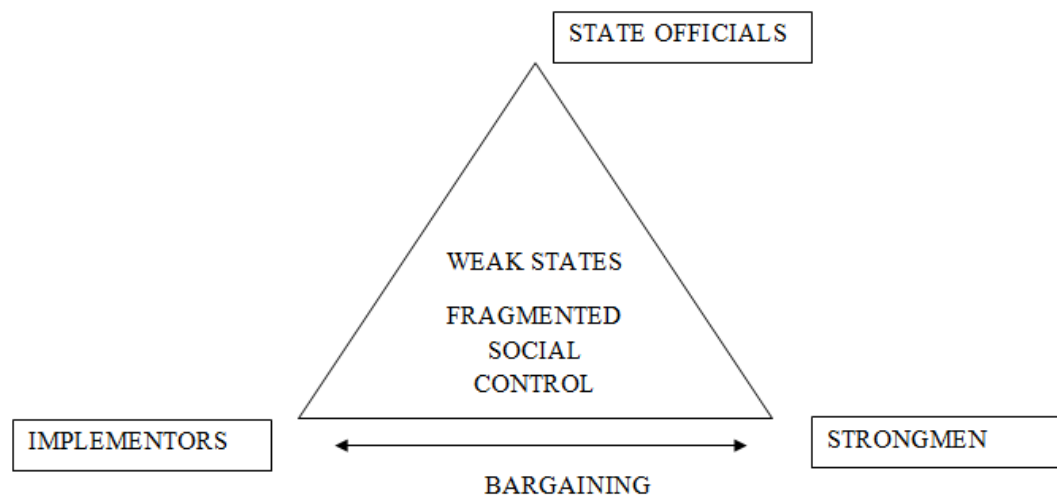 STATE OFFICIALS
WEAK STATES
FRAGMENTED
SOCIAL
CONTROL
IMPLEMENTORS
STRONGMEN
BARGAINING